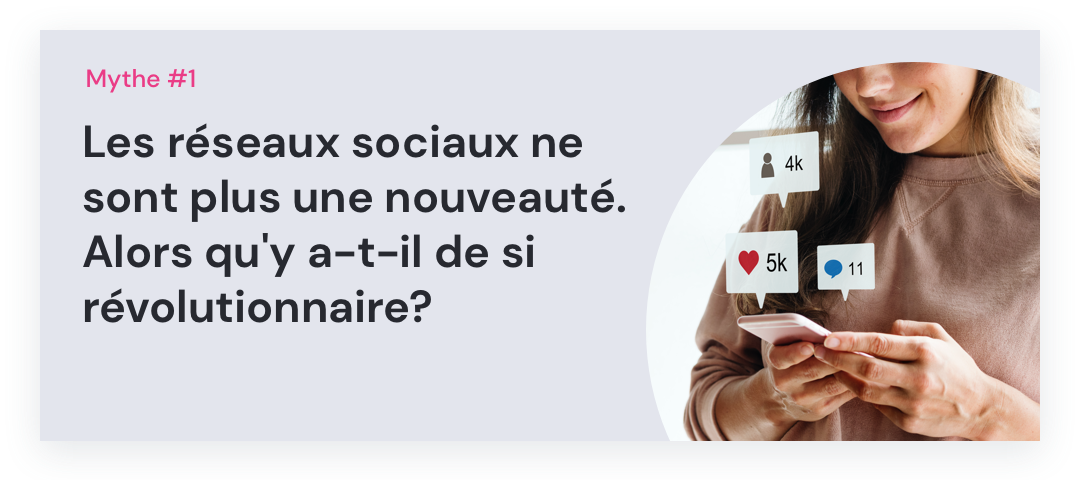 Mythe #1
Les réseaux sociaux ne
sont plus une nouveauté.
Alors qu'y a-t-il de si
révolutionnaire?
4k
5k
11